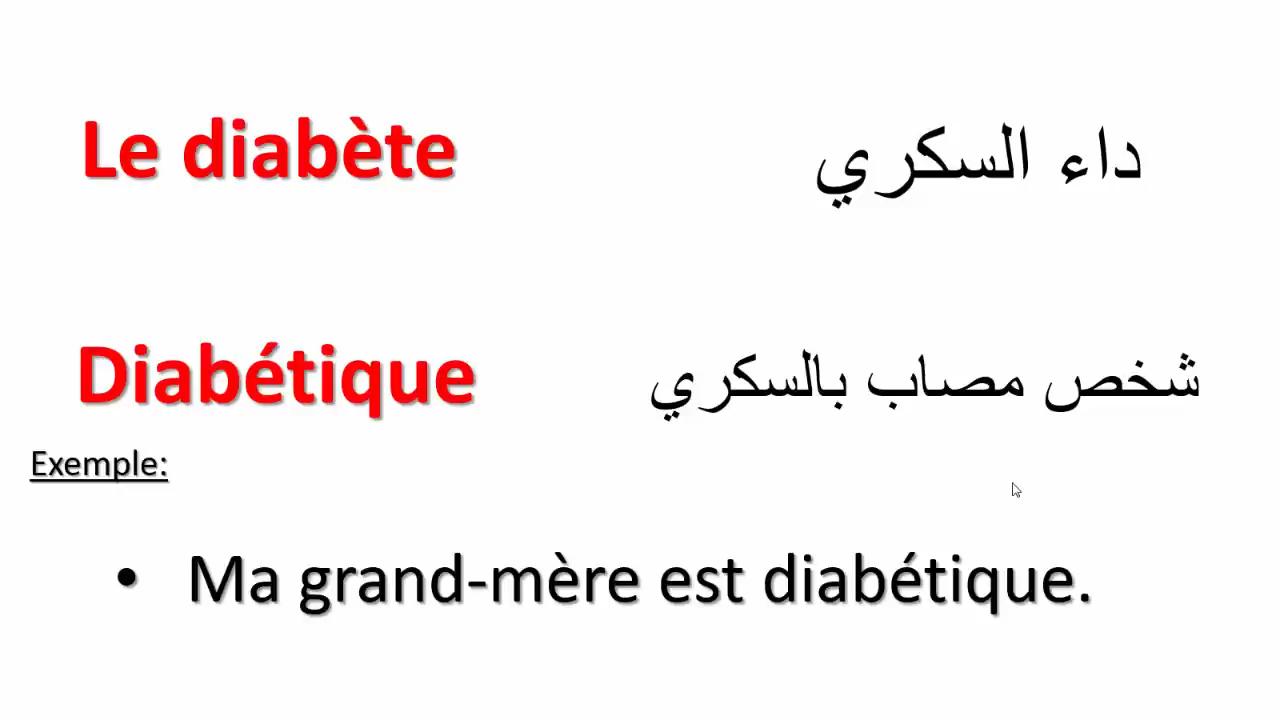 Le diabète
داء السكري
Diabétique
شخص مصاب بالسكري
Exemple:
• Ma grand-mère est diabétique.